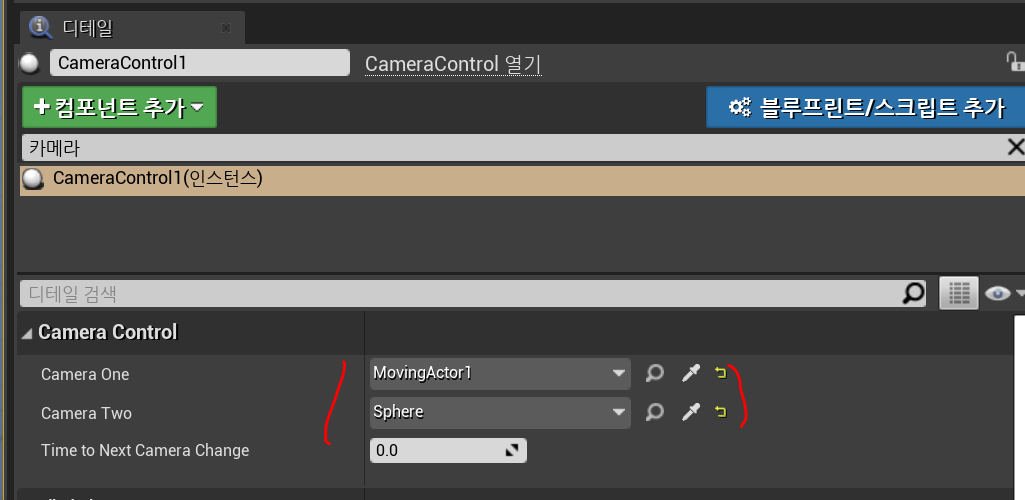 디테일
CameraControl1
CameraControl 열기
컴포넌트 추가
블루프린트/스크립트 추가
카메라
CameraControl1(인스턴스)
디테일 검색
Camera Control
Camera One
MovingActor1
Camera Two
Sphere
Time to Next Camera Change
0.0